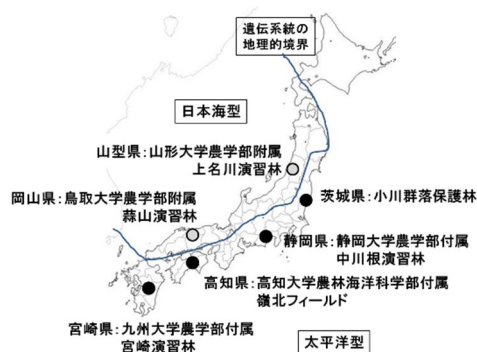 遺伝系統の
地理的境界
日本海型
山型県：山形大学農学部附属
上名川演習林
岡山県：鳥取大学農学部附属
蒜山演習林
茨城県：小川群落保護林
静岡県：静岡大学農学部付属
中川根演習林
高知県：高知大学農林海洋科学部付属
嶺北フィールド
宮崎県：九州大学農学部付属
宮崎演習林
太平洋型